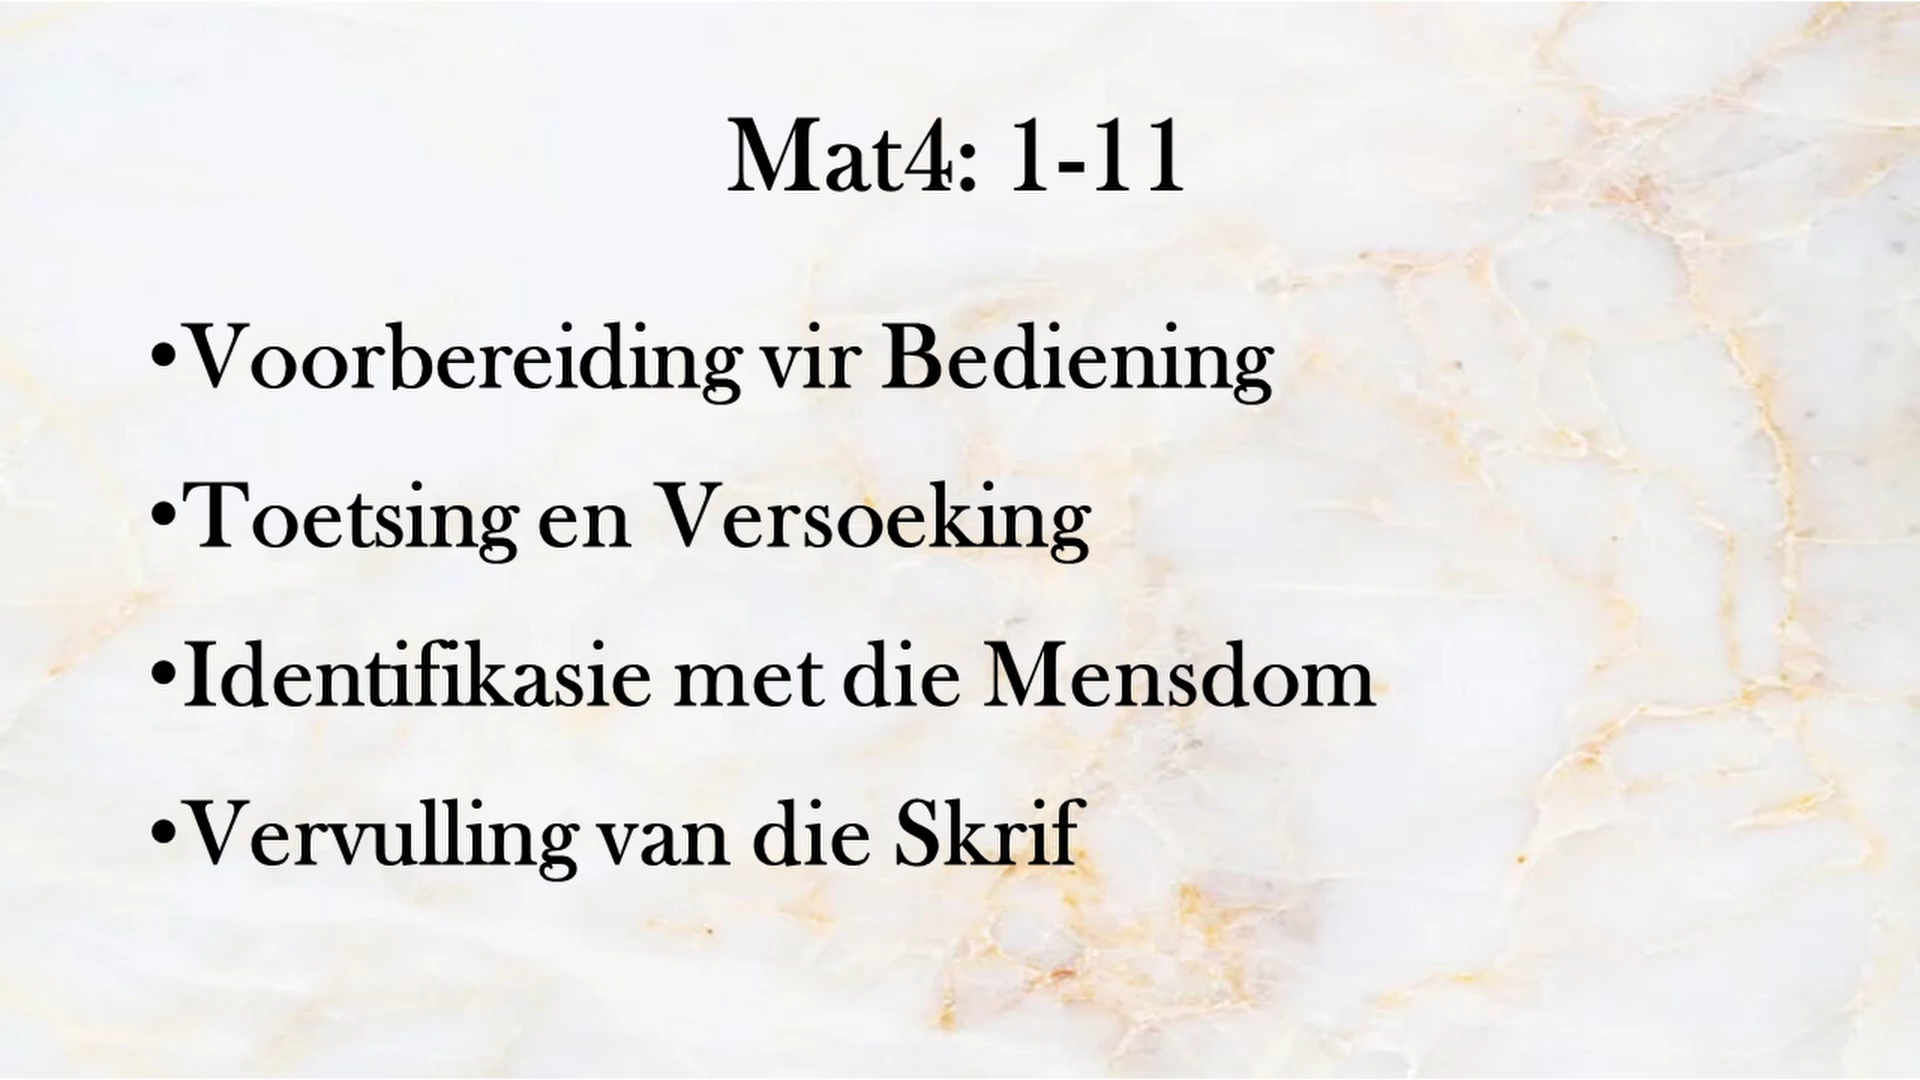 Mat4: 1-11
•Voorbereiding vir Bediening
•Toetsing en Versoeking
•Identifikasie met die Mensdom
•Vervulling van die Skrif